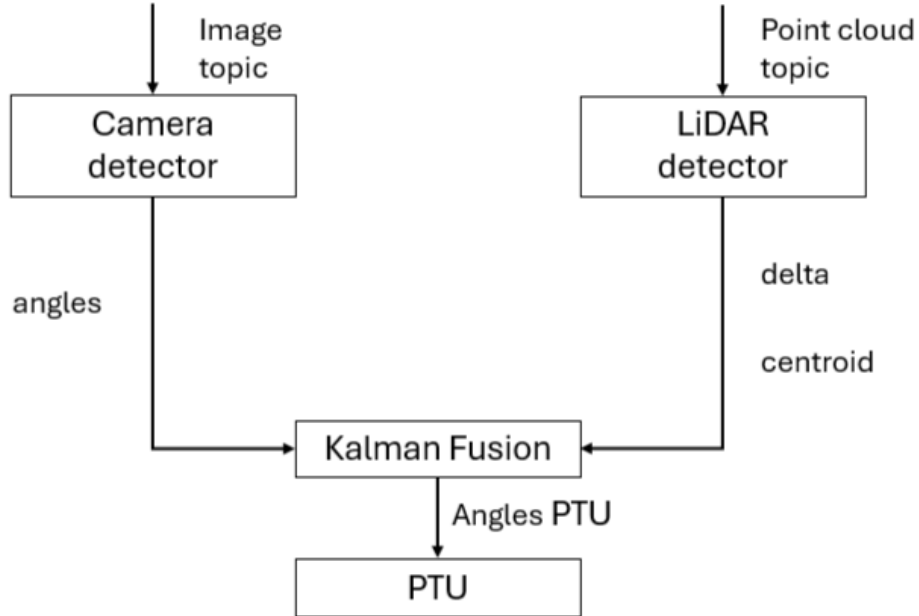 Image
topic
Point cloud
topic
Camera
detector
LiDAR
detector
angles
delta
centroid
Kalman Fusion
Angles PTU
PTU